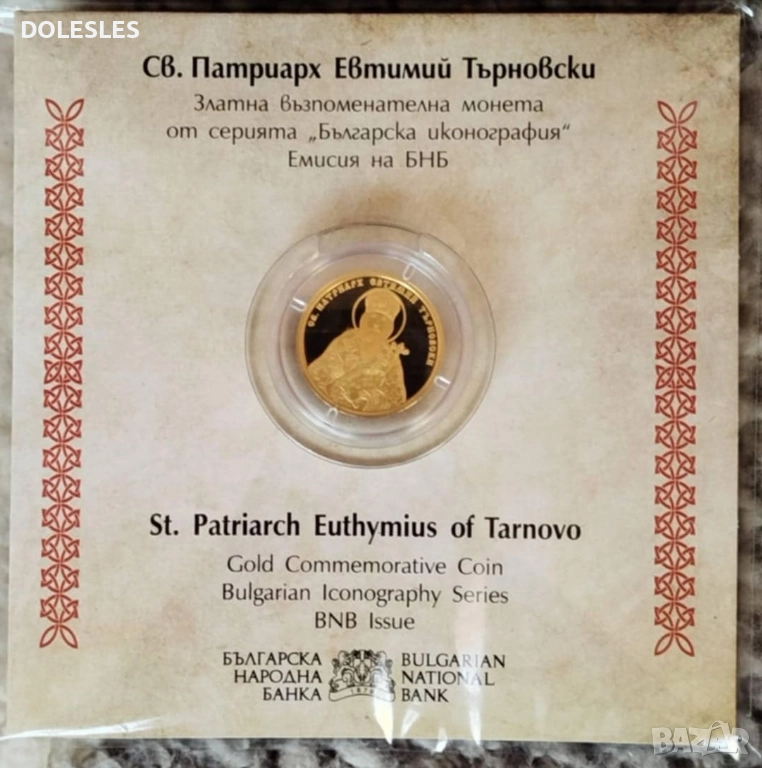 DOLESLES
Св. Патриарх Евтимий Търновски
Златна възпоменателна монета
от серията „Българска иконография“
Емисия на БНБ
СВ. ПАТРИАРХ ЕВТИМИЙ ТЪРНОВСКИ
St. Patriarch Euthymius of Tarnovo
Gold Commemorative Coin
Bulgarian Iconography Series
BNB Issue
БЪЛГАРСКА НАРОДНА БАНКА
1879
BULGARIAN NATIONAL BANK
BAZAR